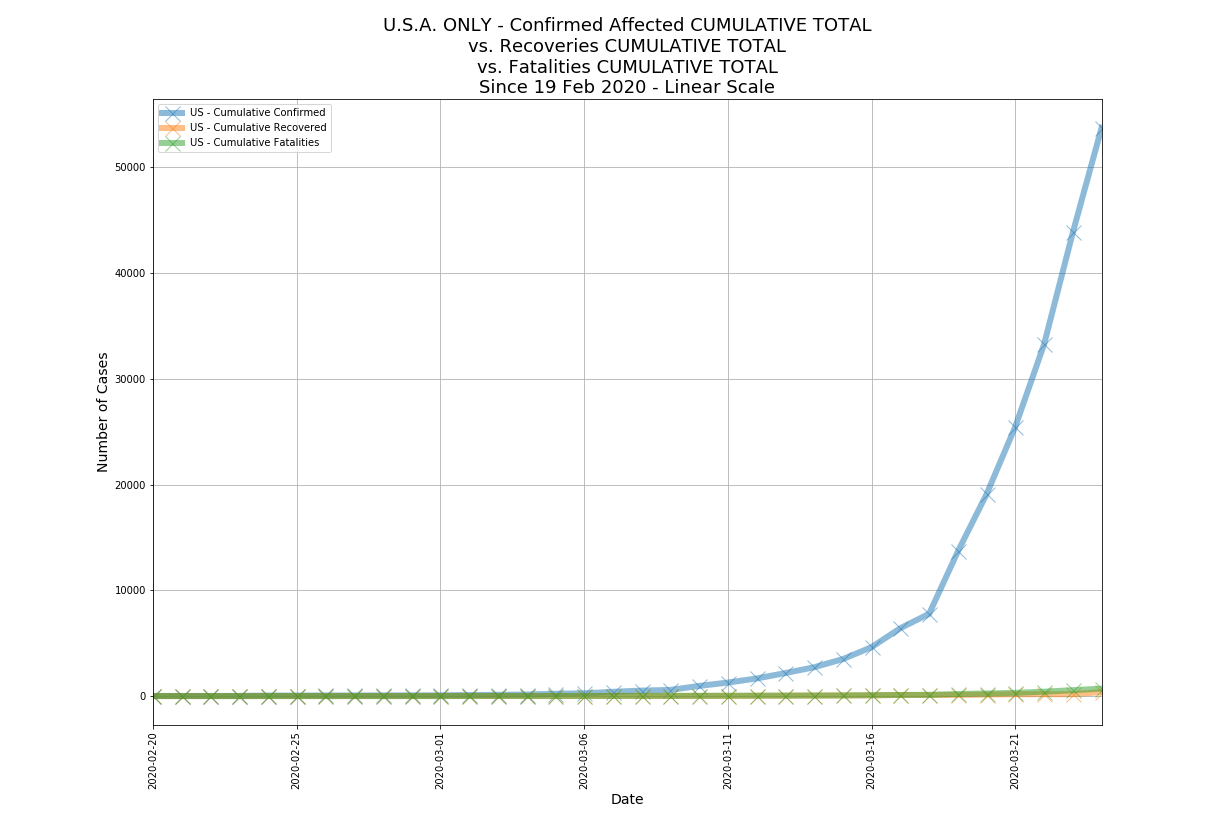 U.S.A. ONLY - Confirmed Affected CUMULATIVE TOTAL
vs. Recoveries CUMULATIVE TOTAL
vs. Fatalities CUMULATIVE TOTAL
Since 19 Feb 2020 - Linear Scale
US - Cumulative Confirmed
US - Cumulative Recovered
US - Cumulative Fatalities
Number of Cases
50000
40000
30000
20000
10000
0
2020-02-20
2020-02-25
2020-03-01
2020-03-06
2020-03-11
2020-03-16
2020-03-21
Date